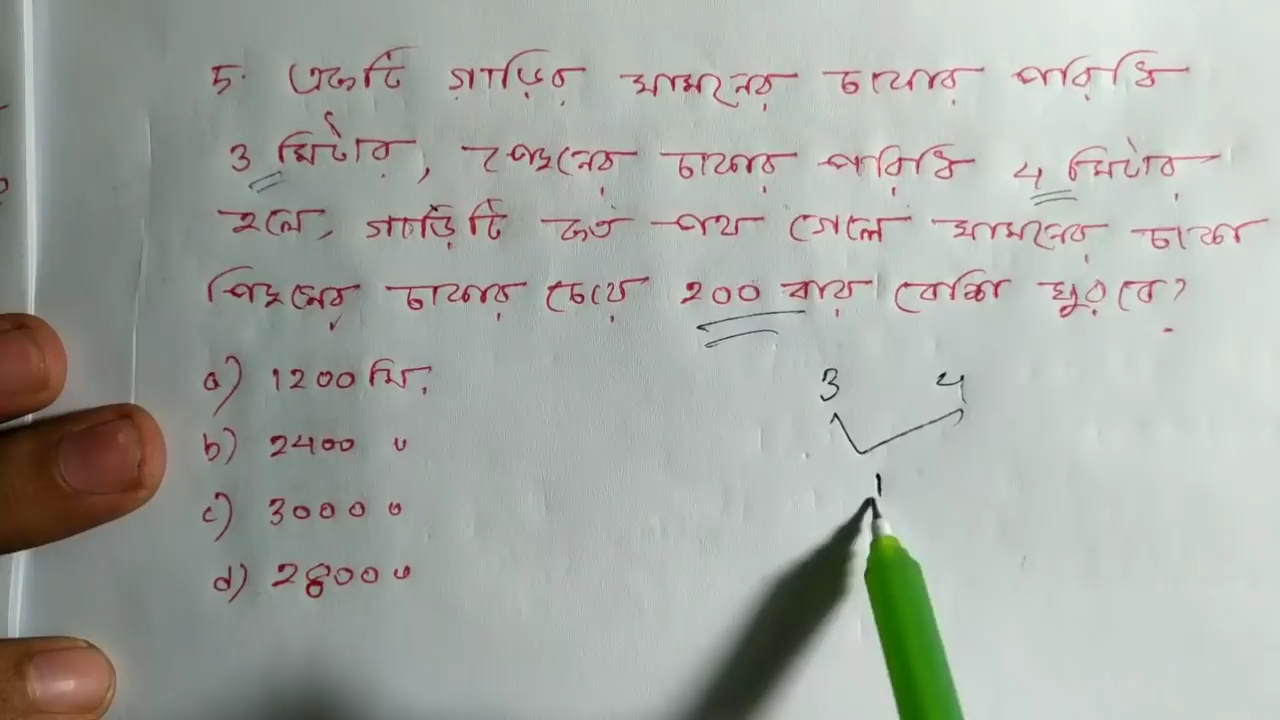 5. একটি গাড়ির সামনের চাকার পরিধি
3 মিটার, পেছনের চাকার পরিধি 4 মিটার
হলে, গাড়িটি কত পথ গেলে সামনের চাকা
পিছনের চাকার চেয়ে 200 বার বেশি ঘুরবে?
a) 1200 মি.
b) 2400 "
c) 3000 "
d) 2800 "
3 4
1